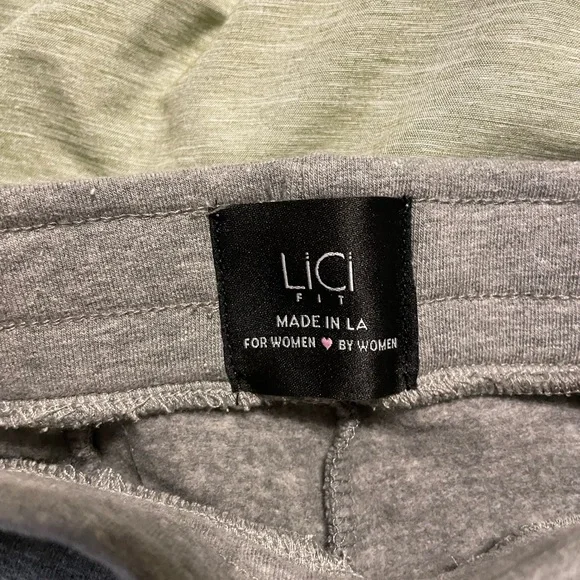 LiCi
FIT
MADE IN LA
FOR WOMEN ♥ BY WOMEN